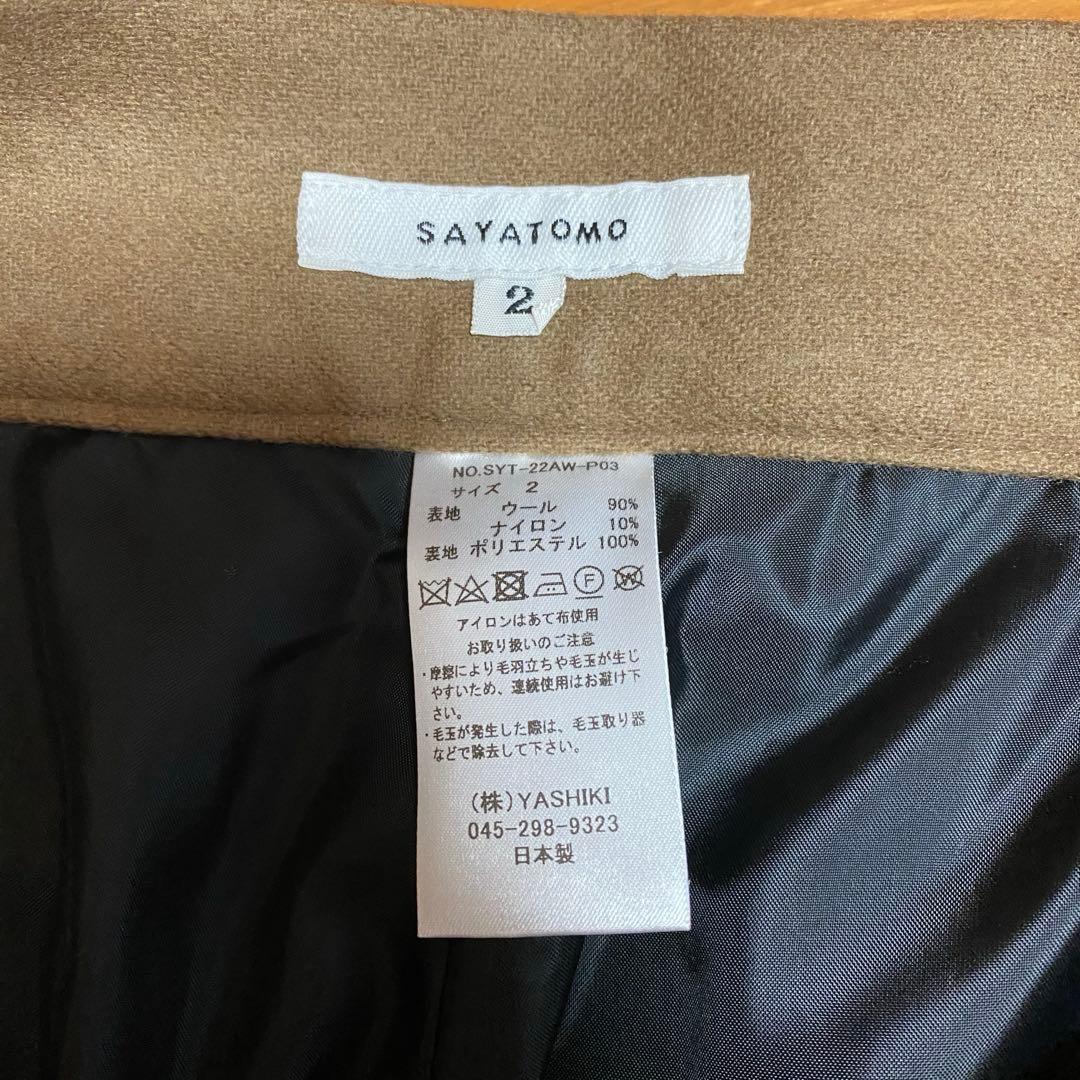 SAYATOMO
2
NO.SYT-22AW-P03
サイズ 2
表地 ウール 90%
ナイロン 10%
裏地 ポリエステル 100%
F W
アイロンはあて布使用
お取り扱いのご注意
・摩擦により毛羽立ちや毛玉が生じ
やすいため、連続使用はお避け下
さい。
・毛玉が発生した際は、毛玉取り器
などで除去して下さい。
(株)YASHIKI
045-298-9323
日本製